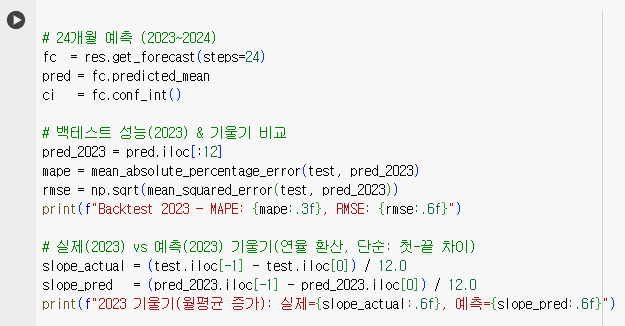 # 24개월 예측 (2023~2024)
fc  = res.get_forecast(steps=24)
pred = fc.predicted_mean
ci   = fc.conf_int()
# 백테스트 성능(2023) & 기울기 비교
pred_2023 = pred.iloc[:12]
mape = mean_absolute_percentage_error(test, pred_2023)
rmse = np.sqrt(mean_squared_error(test, pred_2023))
print(f"Backtest 2023 - MAPE: {mape:.3f}, RMSE: {rmse:.6f}")
# 실제(2023) vs 예측(2023) 기울기(연율 환산, 단순: 첫-끝 차이)
slope_actual = (test.iloc[-1] - test.iloc[0]) / 12.0
slope_pred   = (pred_2023.iloc[-1] - pred_2023.iloc[0]) / 12.0
print(f"2023 기울기(월평균 증가): 실제={slope_actual:.6f}, 예측={slope_pred:.6f}")